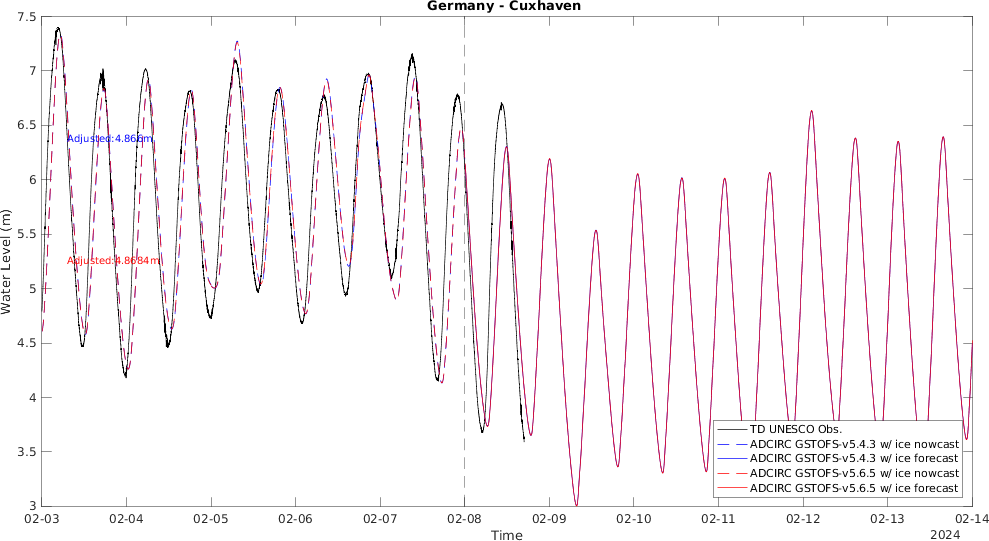 Germany - Cuxhaven
7.5
7
6.5
6
5.5
5
4.5
4
3.5
3
Water Level (m)
Adjusted:4.866m
Adjusted:4.8684m
TD UNESCO Obs.
ADCIRC GSTOFS-v5.4.3 w/ ice nowcast
ADCIRC GSTOFS-v5.4.3 w/ ice forecast
ADCIRC GSTOFS-v5.6.5 w/ ice nowcast
ADCIRC GSTOFS-v5.6.5 w/ ice forecast
02-03 02-04 02-05 02-06 02-07 02-08 02-09 02-10 02-11 02-12 02-13 02-14
Time
2024